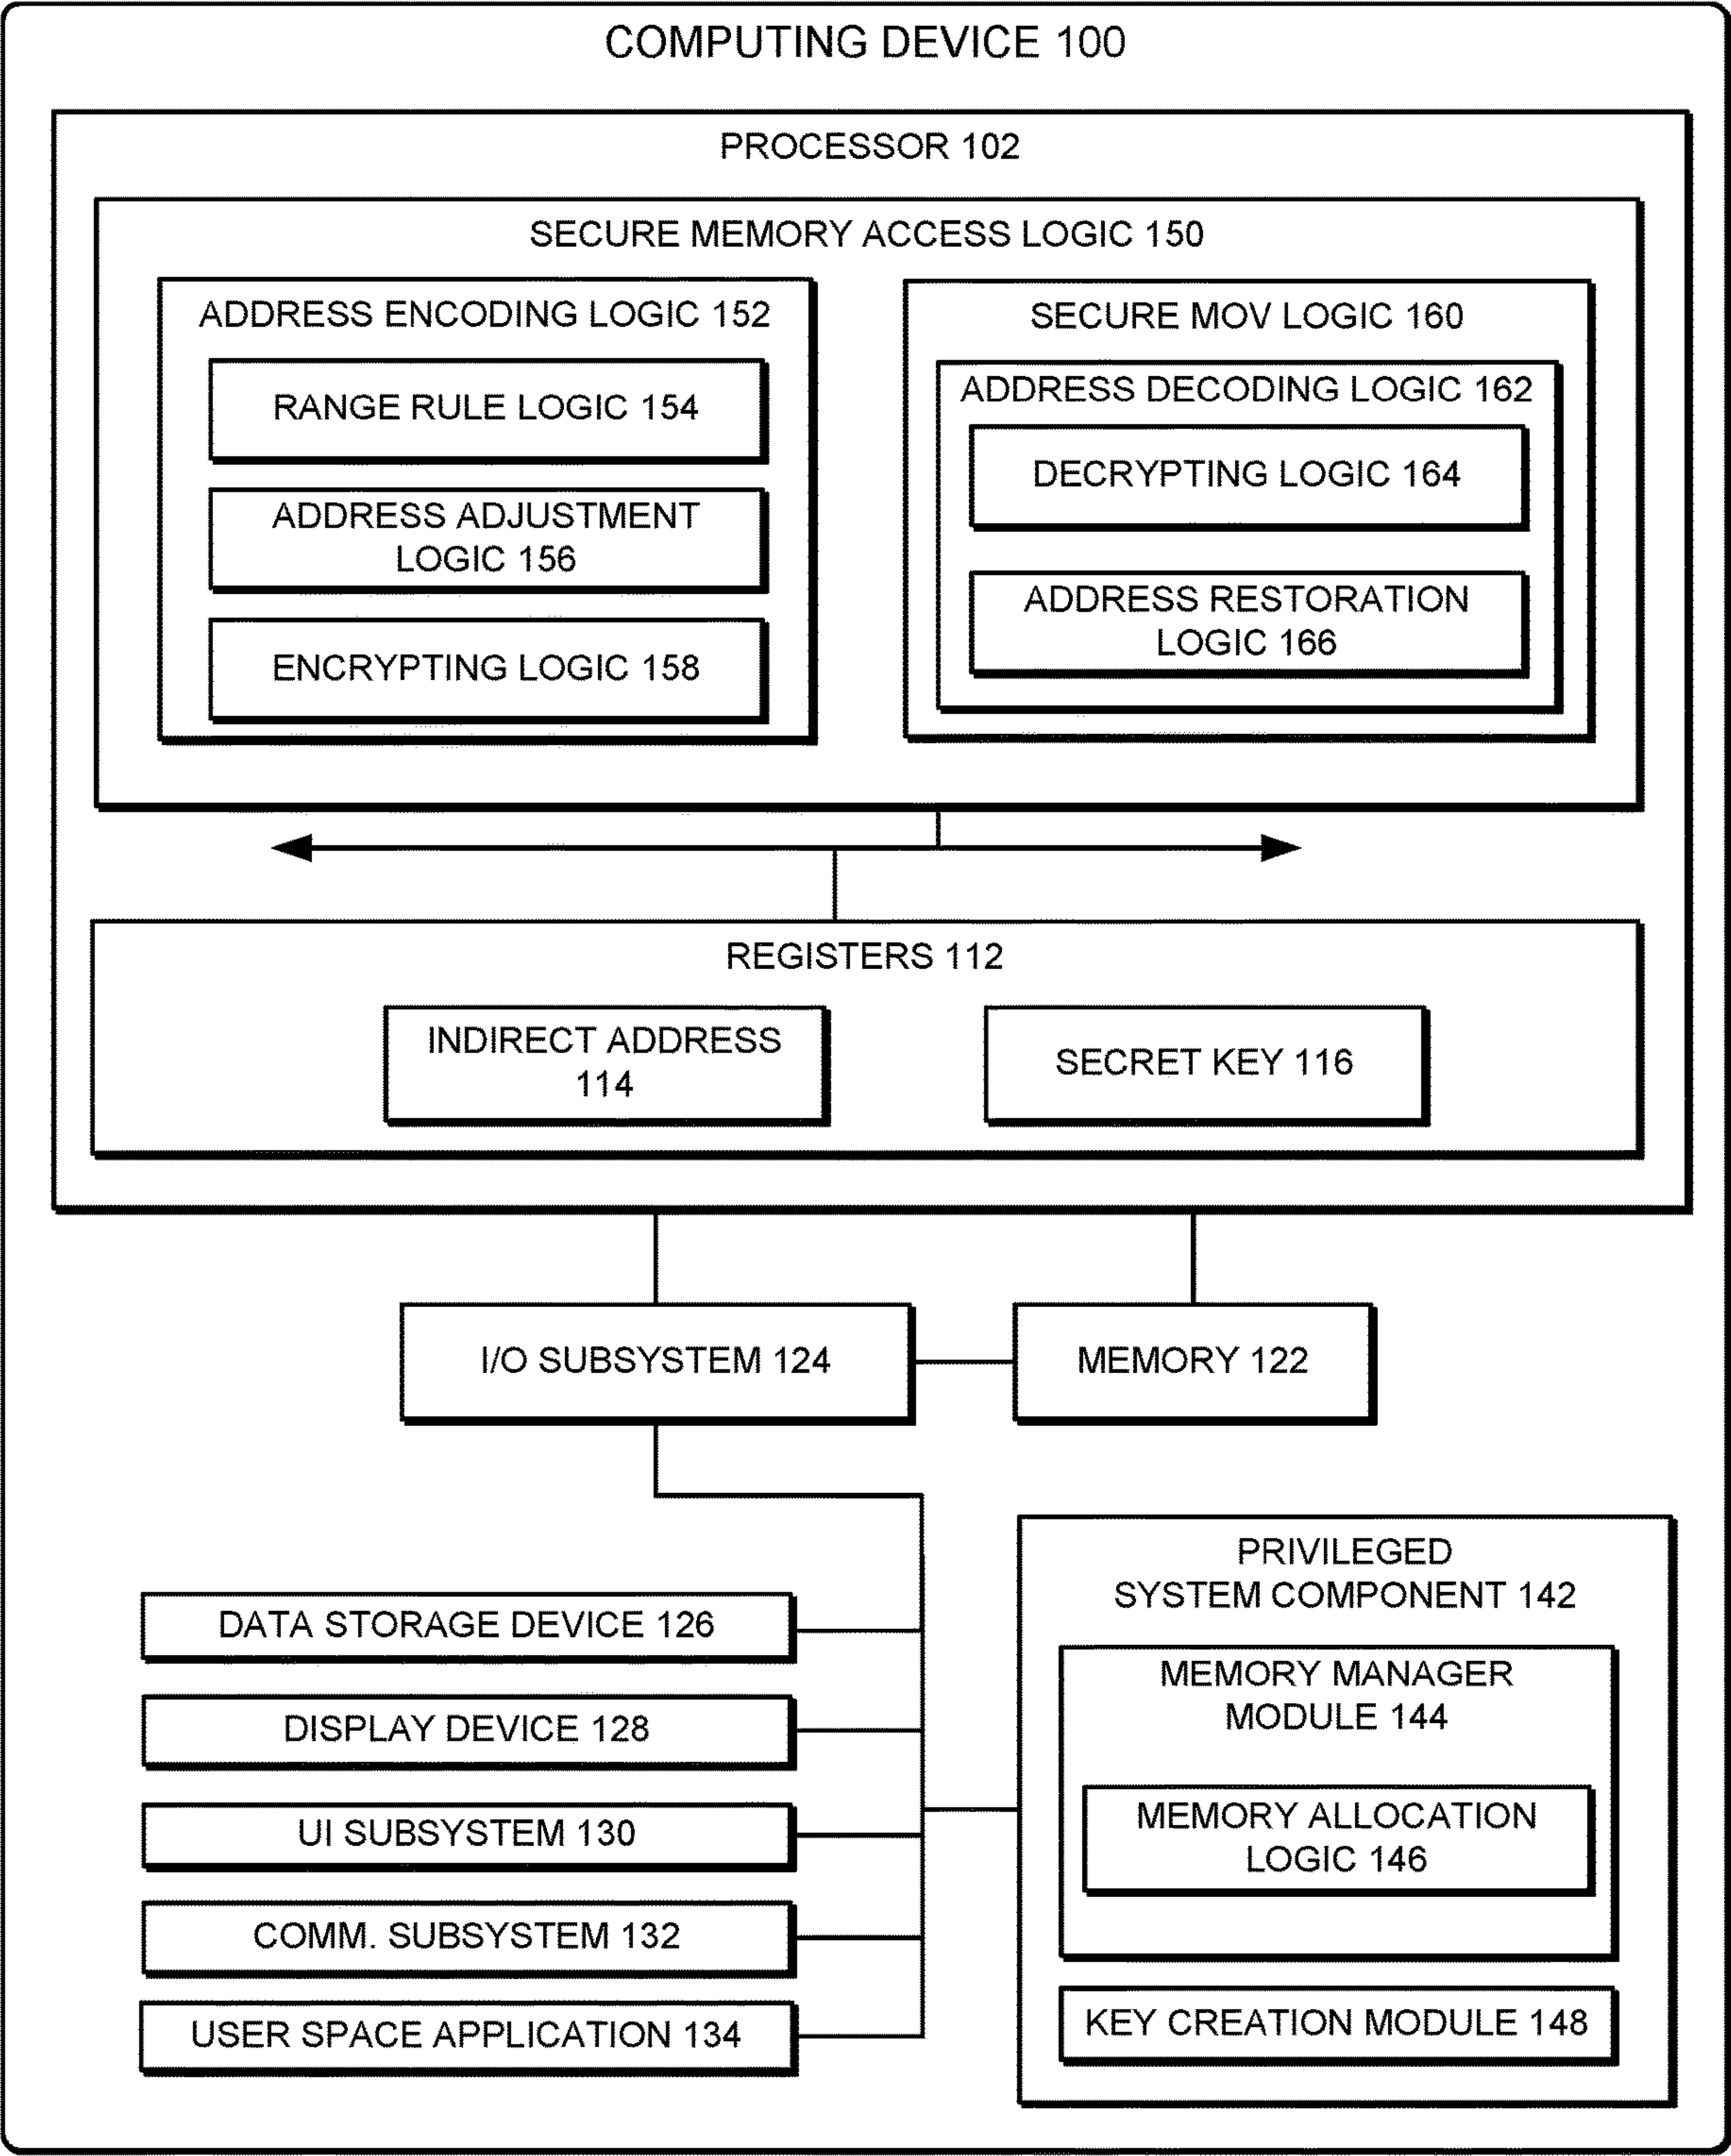 COMPUTING DEVICE 100
PROCESSOR 102
SECURE MEMORY ACCESS LOGIC 150
ADDRESS ENCODING LOGIC 152
RANGE RULE LOGIC 154
ADDRESS ADJUSTMENT
LOGIC 156
ENCRYPTING LOGIC 158
SECURE MOV LOGIC 160
ADDRESS DECODING LOGIC 162
DECRYPTING LOGIC 164
ADDRESS RESTORATION
LOGIC 166
REGISTERS 112
INDIRECT ADDRESS
114
SECRET KEY 116
I/O SUBSYSTEM 124
MEMORY 122
DATA STORAGE DEVICE 126
DISPLAY DEVICE 128
UI SUBSYSTEM 130
COMM. SUBSYSTEM 132
USER SPACE APPLICATION 134
PRIVILEGED
SYSTEM COMPONENT 142
MEMORY MANAGER
MODULE 144
MEMORY ALLOCATION
LOGIC 146
KEY CREATION MODULE 148